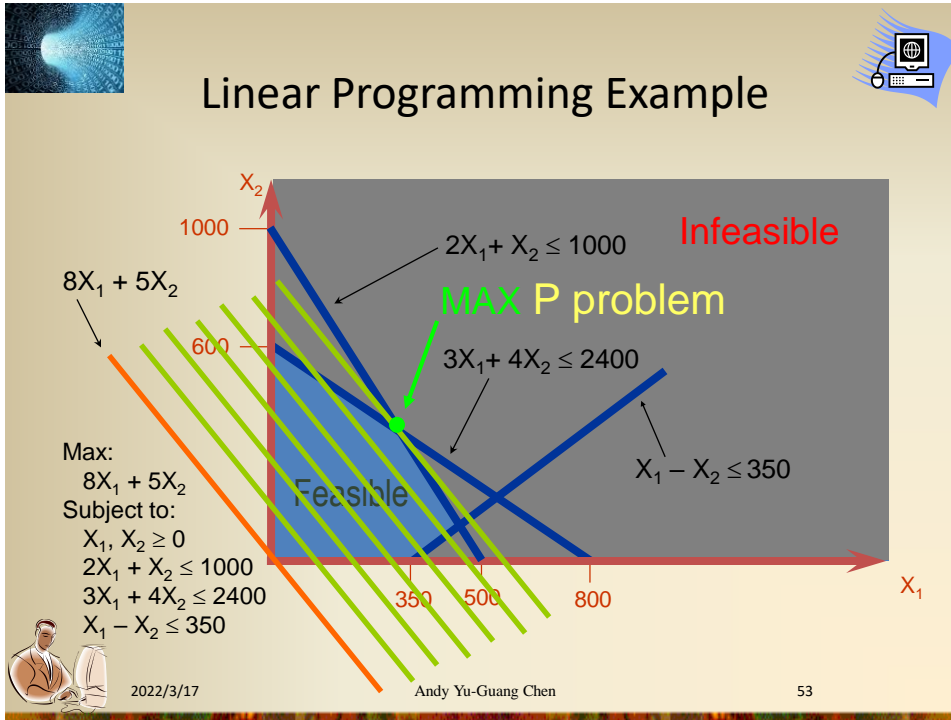 Linear Programming Example
X₂
1000
2X₁+ X₂ ≤ 1000
Infeasible
8X₁ + 5X₂
MAX P problem
600
3X₁+ 4X₂ ≤ 2400
Max:
8X₁ + 5X₂
Subject to:
X₁, X₂ ≥ 0
2X₁ + X₂ ≤ 1000
3X₁ + 4X₂ ≤ 2400
X₁ – X₂ ≤ 350
Feasible
X₁ – X₂ ≤ 350
350
500
800
X₁
2022/3/17
Andy Yu-Guang Chen
53